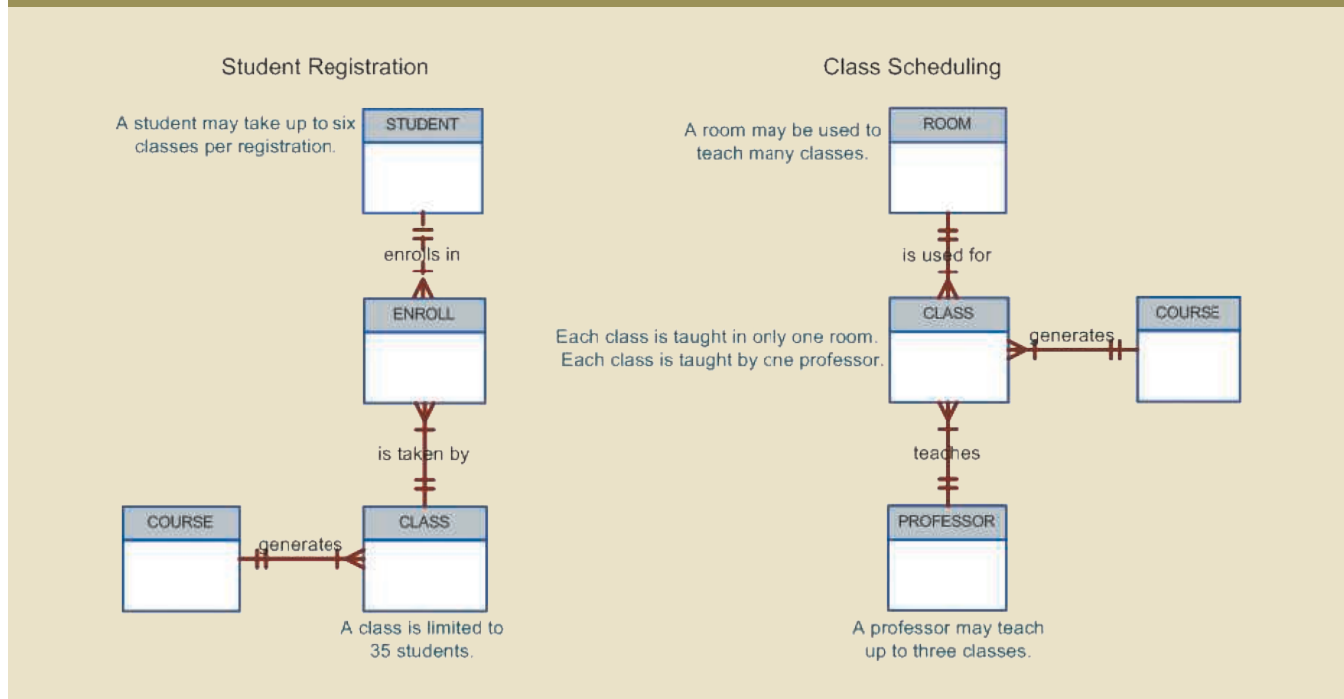 Student Registration
A student may take up to six
classes per registration.
STUDENT
enrolls in
ENROLL
is taken by
COURSE
generates
CLASS
A class is limited to
35 students.
Class Scheduling
A room may be used to
teach many classes.
ROOM
is used for
Each class is taught in only one room.
Each class is taught by one professor.
CLASS
generates
COURSE
teaches
PROFESSOR
A professor may teach
up to three classes.